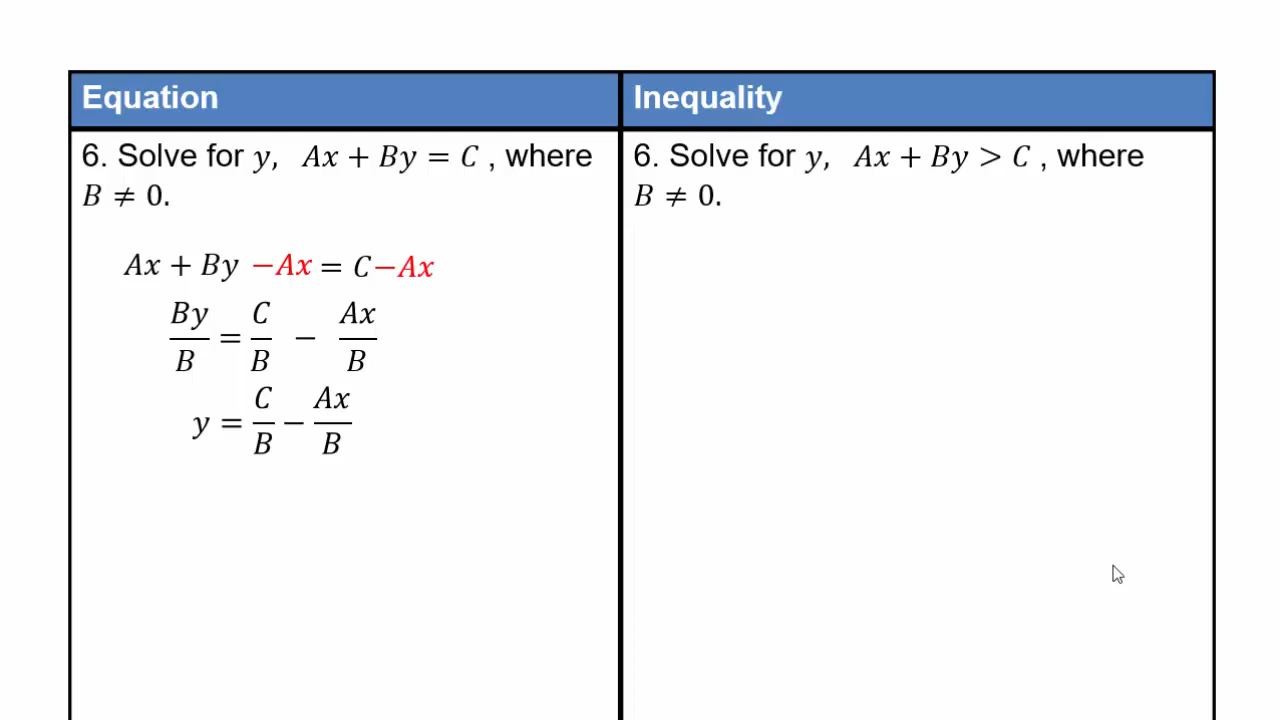 Equation
6. Solve for y, Ax + By = C , where
B ≠ 0.
Ax + By −Ax = C−Ax
By/B = C/B − Ax/B
y = C/B − Ax/B
Inequality
6. Solve for y, Ax + By > C , where
B ≠ 0.